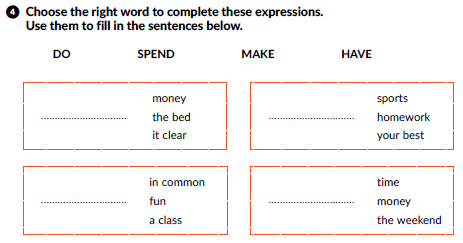 4 Choose the right word to complete these expressions.
Use them to fill in the sentences below.
DO SPEND MAKE HAVE
money
............................... the bed
it clear
sports
............................... homework
your best
in common
............................... fun
a class
time
............................... money
the weekend